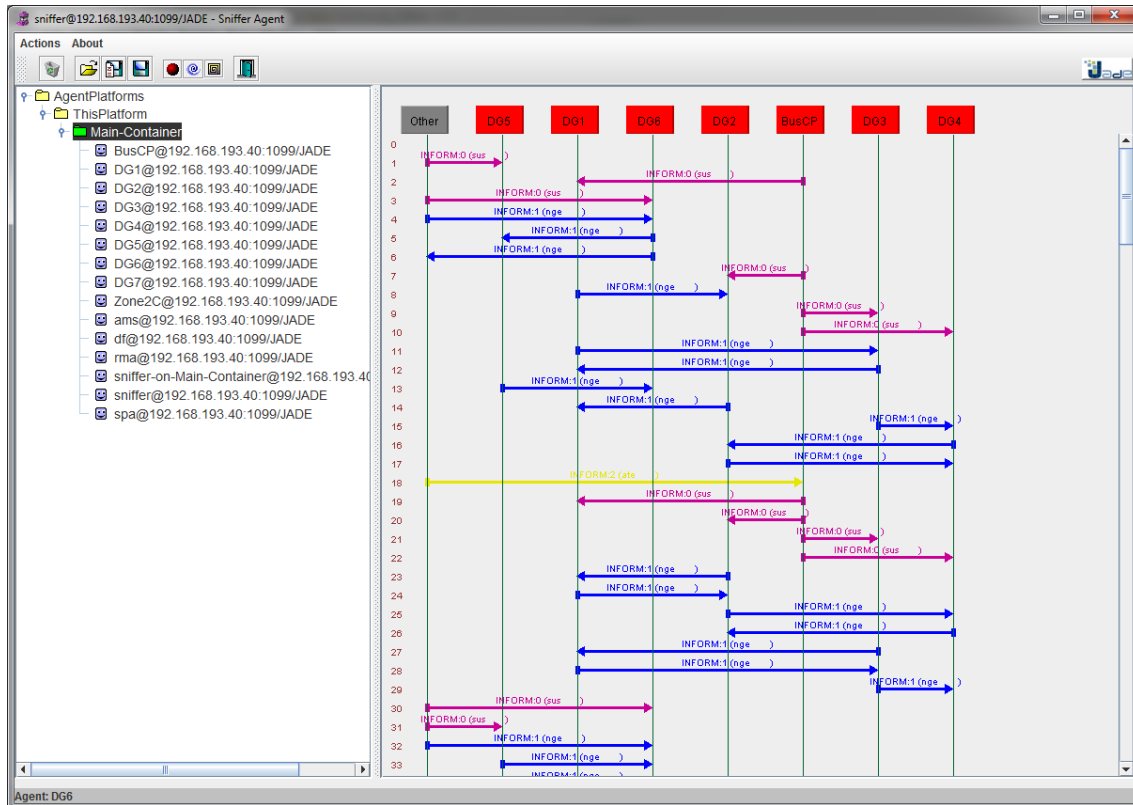 sniffer@192.168.193.40:1099/JADE - Sniffer Agent
Actions About
Jade
AgentPlatforms
ThisPlatform
Main-Container
BusCP@192.168.193.40:1099/JADE
DG1@192.168.193.40:1099/JADE
DG2@192.168.193.40:1099/JADE
DG3@192.168.193.40:1099/JADE
DG4@192.168.193.40:1099/JADE
DG5@192.168.193.40:1099/JADE
DG6@192.168.193.40:1099/JADE
DG7@192.168.193.40:1099/JADE
Zone2C@192.168.193.40:1099/JADE
ams@192.168.193.40:1099/JADE
df@192.168.193.40:1099/JADE
rma@192.168.193.40:1099/JADE
sniffer-on-Main-Container@192.168.193.40
sniffer@192.168.193.40:1099/JADE
spa@192.168.193.40:1099/JADE
Other DG5 DG1 DG6 DG2 BusCP DG3 DG4
0
1 INFORM:0 (sus )
2 INFORM:0 (sus )
3 INFORM:0 (sus )
4 INFORM:1 (nge )
5 INFORM:1 (nge )
6 INFORM:1 (nge )
7 INFORM:0 (sus )
8 INFORM:1 (nge )
9 INFORM:0 (sus )
10 INFORM:0 (sus )
11 INFORM:1 (nge )
12 INFORM:1 (nge )
13 INFORM:1 (nge )
14 INFORM:1 (nge )
15 INFORM:1 (nge )
16 INFORM:1 (nge )
17 INFORM:1 (nge )
18 INFORM:2 (afe )
19 INFORM:0 (sus )
20 INFORM:0 (sus )
21 INFORM:0 (sus )
22 INFORM:0 (sus )
23 INFORM:1 (nge )
24 INFORM:1 (nge )
25 INFORM:1 (nge )
26 INFORM:1 (nge )
27 INFORM:1 (nge )
28 INFORM:1 (nge )
29 INFORM:1 (nge )
30 INFORM:0 (sus )
31 INFORM:0 (sus )
32 INFORM:1 (nge )
33 INFORM:1 (nge )
INFORM:1 (nge )
Agent: DG6